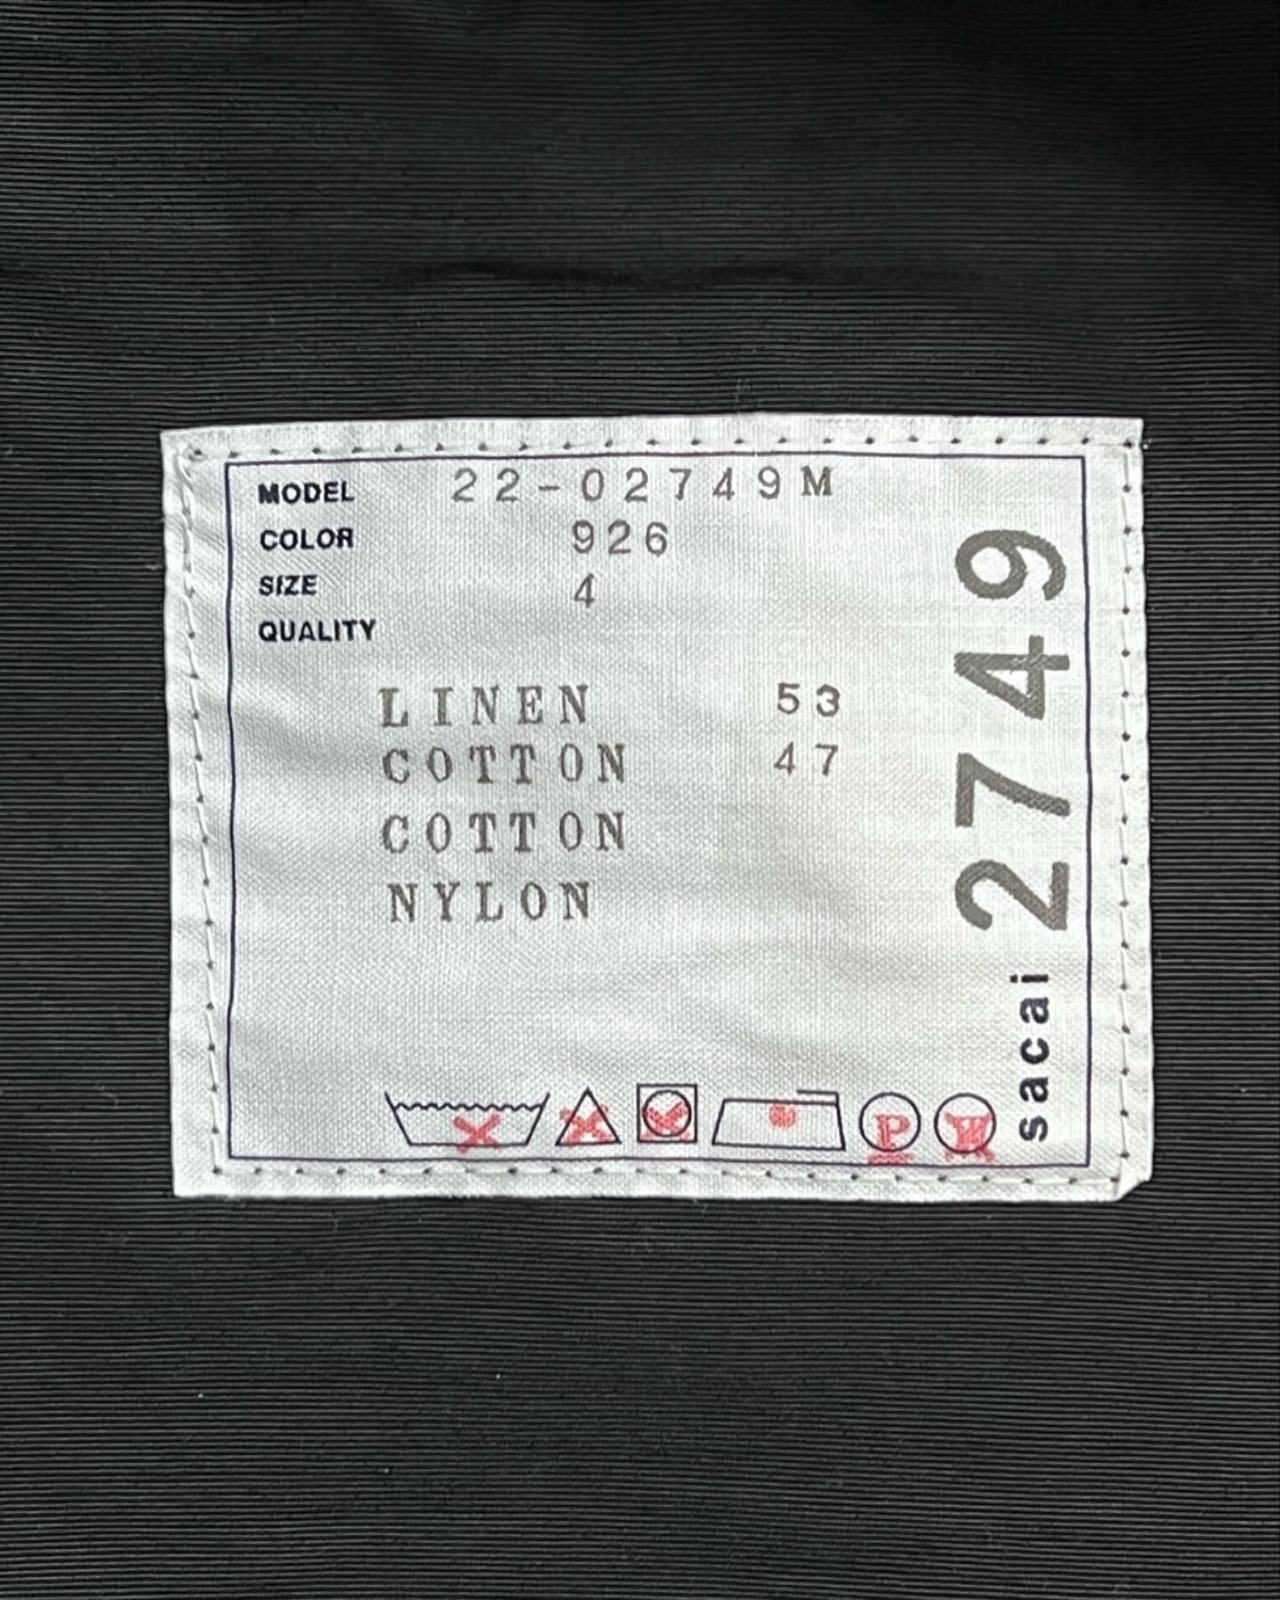 MODEL 22-02749M
COLOR 926
SIZE 4
QUALITY
LINEN 53
COTTON 47
COTTON
NYLON
P W
sacai 2749